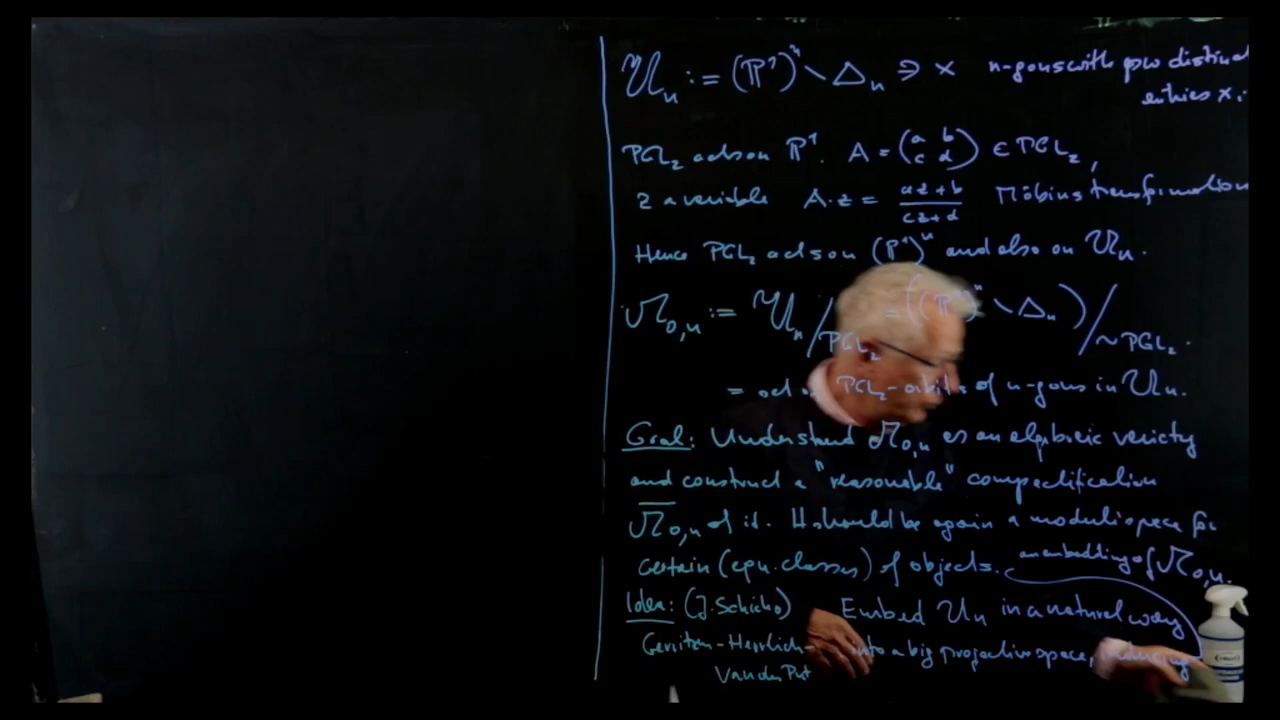 𝒰ₙ := (ℙ¹)ⁿ \ Δₙ ∋ x n-gons with pw distinct
entries xᵢ.
PGL₂ acts on ℙ¹. A = (a b c d) ∈ PGL₂,
z a variable A·z = (az+b)/(cz+d) Möbius transformation
Hence PGL₂ acts on (ℙ¹)ⁿ and also on 𝒰ₙ.
ℳ₀,ₙ := 𝒰ₙ / PGL₂ = ((ℙ¹)ⁿ \ Δₙ) / ~PGL₂.
= PGL₂-orbits of n-gons in 𝒰ₙ.
Goal: Understand ℳ₀,ₙ as an algebraic variety
and construct a "reasonable" compactification
ℳ̅₀,ₙ of it. It should be again a moduli space for
certain (equ. classes) of objects. an embedding of ℳ₀,ₙ.
Idea: (J. Schicho) Embed 𝒰ₙ in a natural way
Gerritzen-Herrlich- into a big projective space, inducing
Van der Put